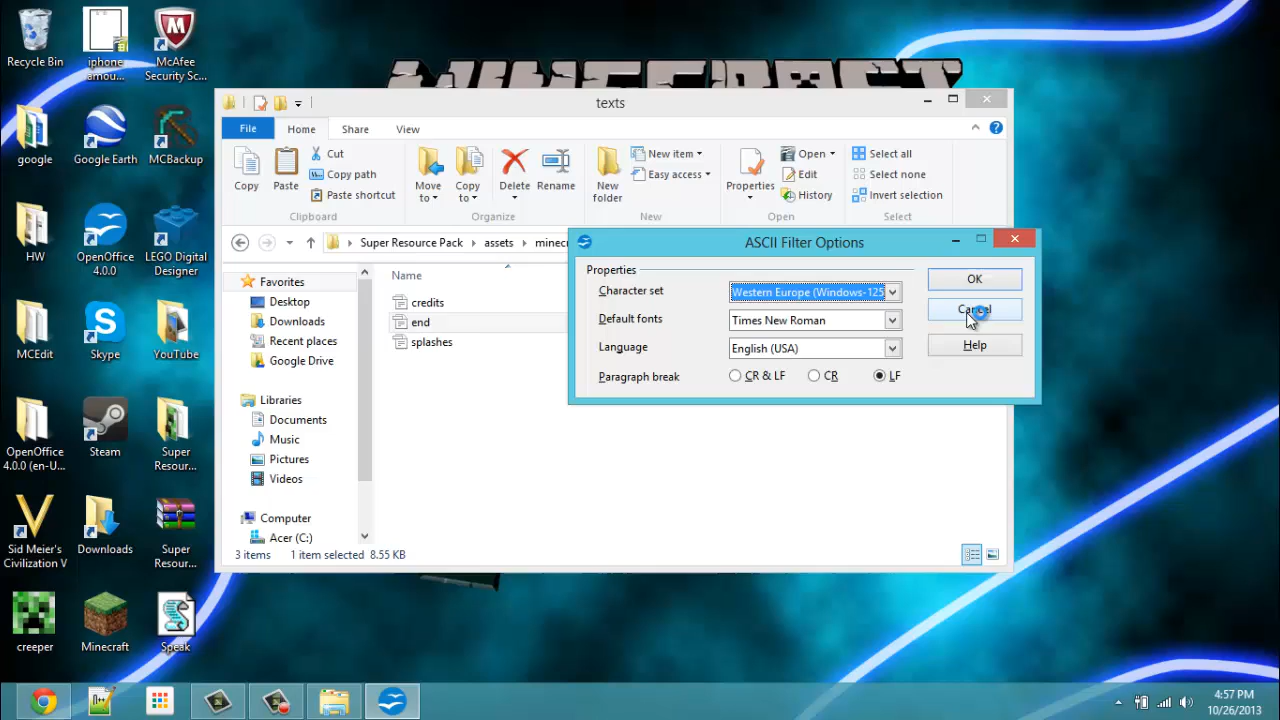 MINECRAFT
Recycle Bin
iphone
amou...
McAfee
Security Sc...
google
Google Earth
MCBackup
HW
OpenOffice
4.0.0
LEGO Digital
Designer
MCEdit
Skype
YouTube
OpenOffice
4.0.0 (en-U...
Steam
Super
Resour...
Sid Meier's
Civilization V
Downloads
Super
Resour...
creeper
Minecraft
Speak
texts
File
Home
Share
View
Copy
Paste
Cut
Copy path
Paste shortcut
Clipboard
Move
to
Copy
to
Delete
Rename
Organize
New
folder
New item
Easy access
New
Properties
Open
Edit
History
Open
Select all
Select none
Invert selection
Select
Super Resource Pack
assets
minec
Favorites
Desktop
Downloads
Recent places
Google Drive
Libraries
Documents
Music
Pictures
Videos
Computer
Acer (C:)
Name
credits
end
splashes
3 items
1 item selected 8.55 KB
ASCII Filter Options
Properties
Character set
Western Europe (Windows-125
Default fonts
Times New Roman
Language
English (USA)
Paragraph break
CR & LF
CR
LF
OK
Cancel
Help
4:57 PM
10/26/2013